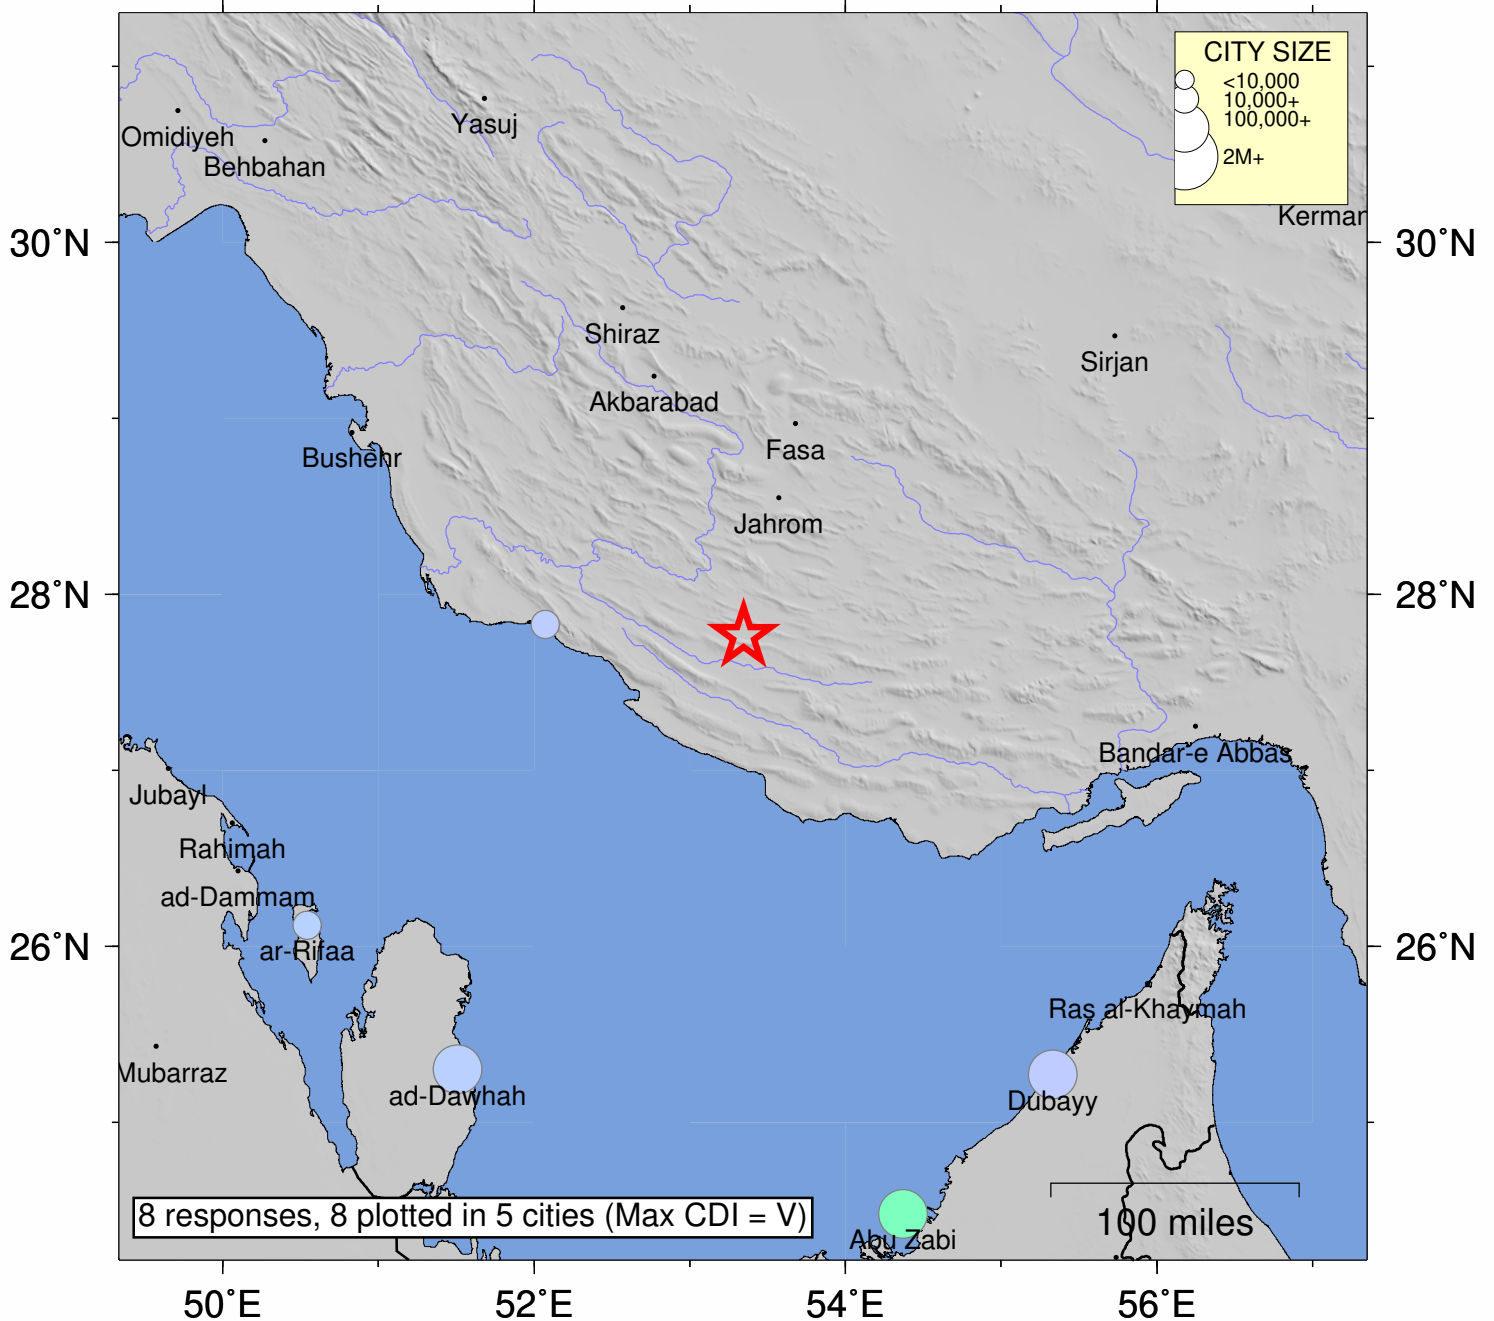 CITY SIZE
<10,000
10,000+
100,000+
2M+
Omidiyeh
Behbahan
Yasuj
Kerman
30˚N
30˚N
Shiraz
Sirjan
Akbarabad
Fasa
Bushehr
Jahrom
28˚N
28˚N
Bandar-e Abbas
Jubayl
Rahimah
ad-Dammam
ar-Rifaa
26˚N
26˚N
Ras al-Khaymah
Mubarraz
ad-Dawhah
Dubayy
8 responses, 8 plotted in 5 cities (Max CDI = V)
100 miles
Abu Zabi
50˚E
52˚E
54˚E
56˚E